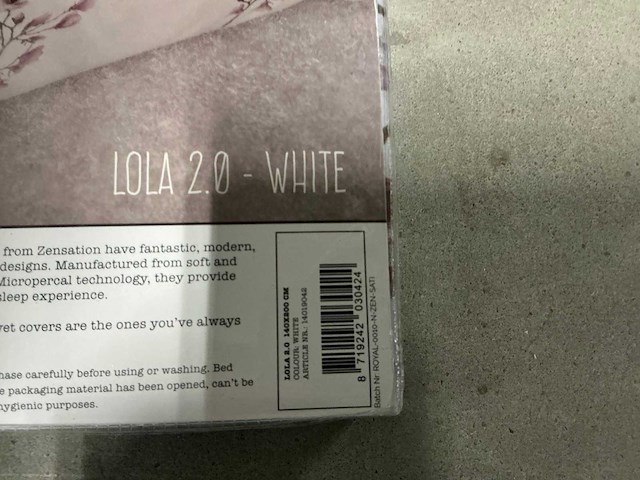 LOLA 2.0 - WHITE
from Zensation have fantastic, modern,
designs. Manufactured from soft and
Micropercal technology, they provide
sleep experience.
vet covers are the ones you've always
hase carefully before using or washing. Bed
e packaging material has been opened, can't be
hygienic purposes.
LOLA 2.0 140X200 CM
COLOUR: WHITE
ARTICLE NR.: 14019042
8 719242 030424
Batch Nr: ROYAL-0010-N-ZEN-SATI